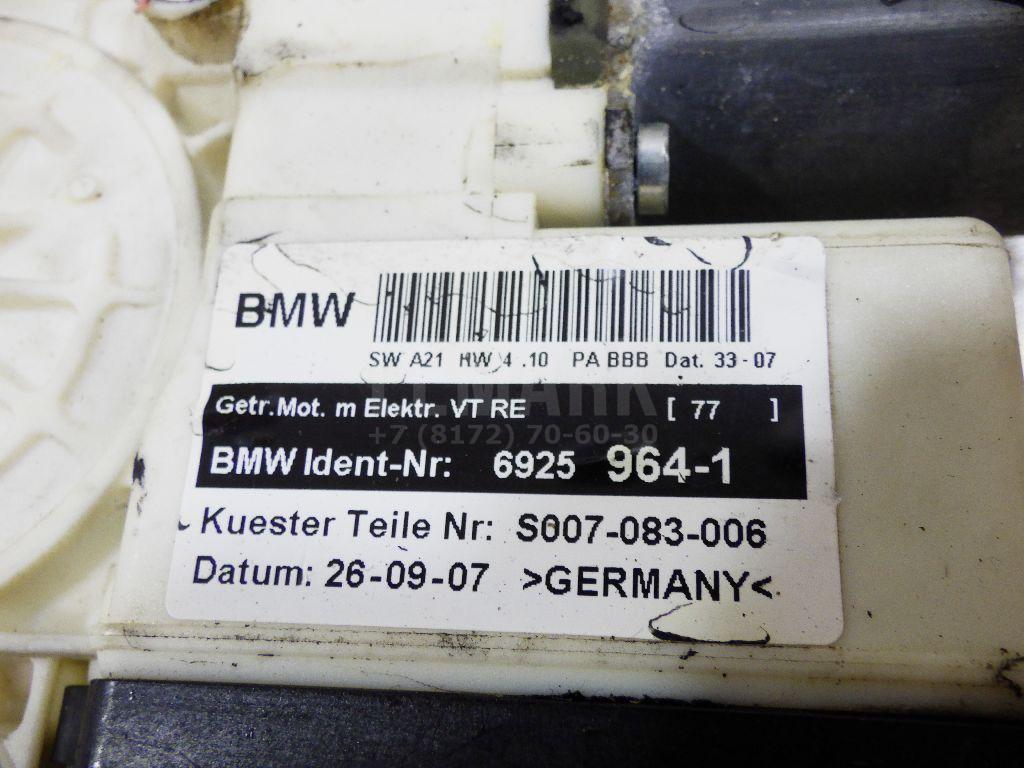 BMW
SW A21 HW 4 .10 PA BBB Dat. 33-07
Getr.Mot. m Elektr. VT RE [ 77 ]
+7 (8172) 70-60-30
BMW Ident-Nr: 6925 964-1
Kuester Teile Nr: S007-083-006
Datum: 26-09-07 >GERMANY<